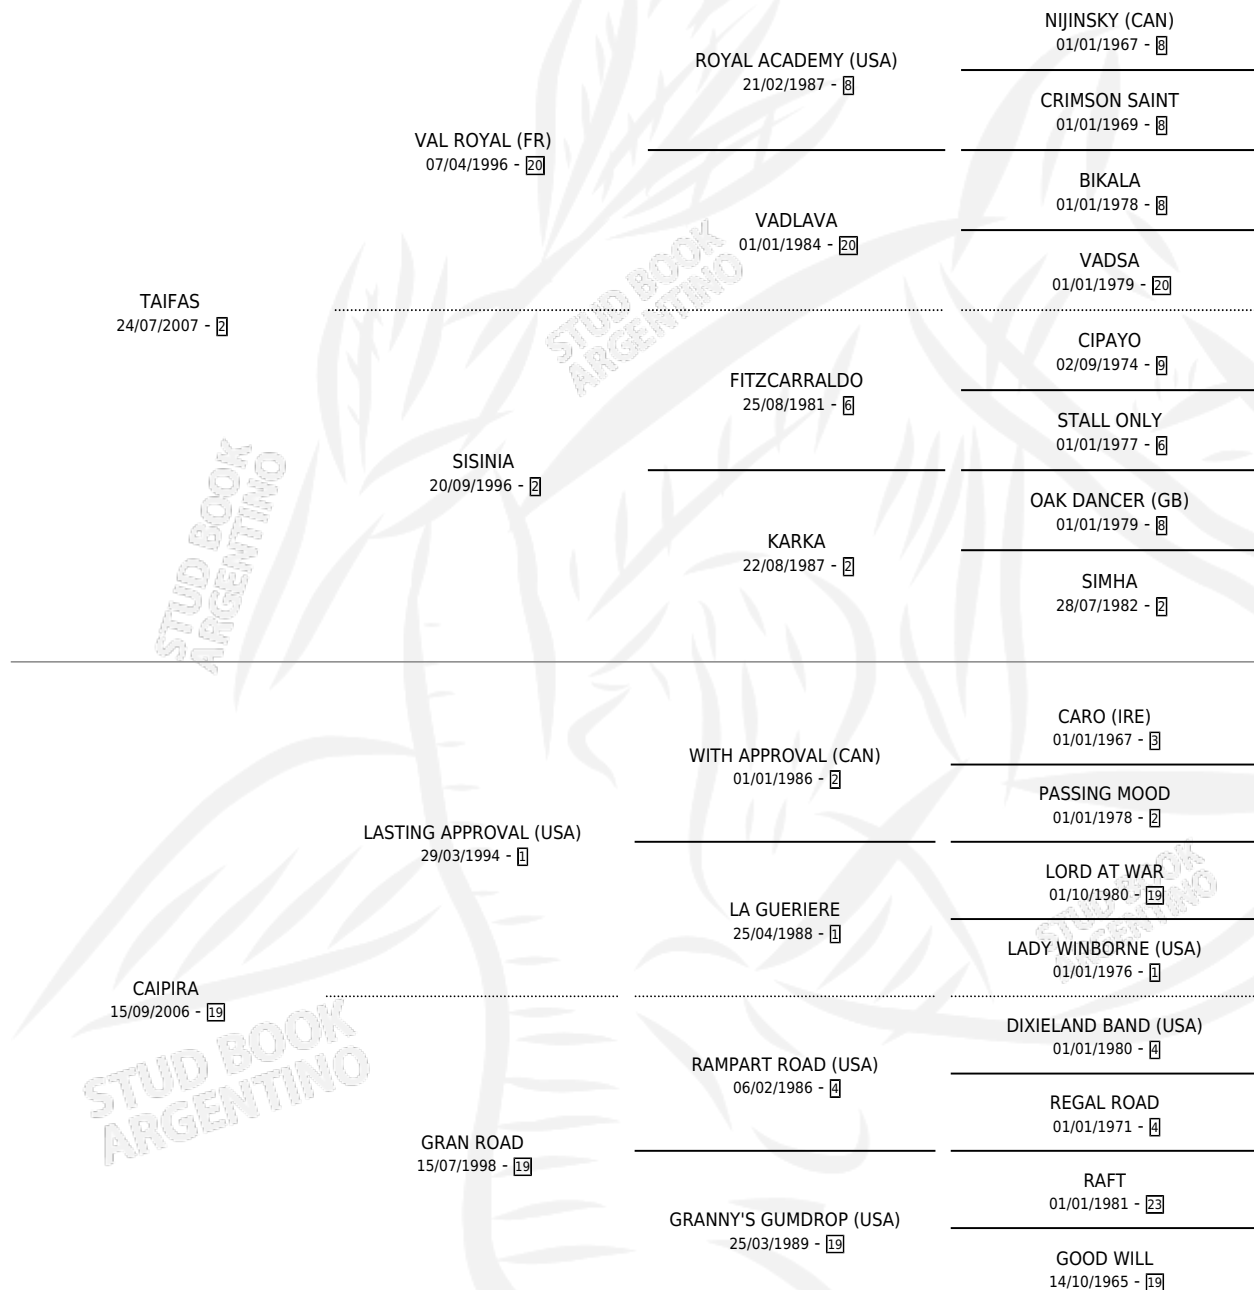 TAIFAS
24/07/2007 - 2
VAL ROYAL (FR)
07/04/1996 - 20
ROYAL ACADEMY (USA)
21/02/1987 - 8
NIJINSKY (CAN)
01/01/1967 - 8
CRIMSON SAINT
01/01/1969 - 8
VADLAVA
01/01/1984 - 20
BIKALA
01/01/1978 - 8
VADSA
01/01/1979 - 20
SISINIA
20/09/1996 - 2
FITZCARRALDO
25/08/1981 - 6
CIPAYO
02/09/1974 - 9
STALL ONLY
01/01/1977 - 6
KARKA
22/08/1987 - 2
OAK DANCER (GB)
01/01/1979 - 8
SIMHA
28/07/1982 - 2
CAIPIRA
15/09/2006 - 19
LASTING APPROVAL (USA)
29/03/1994 - 1
WITH APPROVAL (CAN)
01/01/1986 - 2
CARO (IRE)
01/01/1967 - 3
PASSING MOOD
01/01/1978 - 2
LA GUERIERE
25/04/1988 - 1
LORD AT WAR
01/10/1980 - 19
LADY WINBORNE (USA)
01/01/1976 - 1
GRAN ROAD
15/07/1998 - 19
RAMPART ROAD (USA)
06/02/1986 - 4
DIXIELAND BAND (USA)
01/01/1980 - 4
REGAL ROAD
01/01/1971 - 4
GRANNY'S GUMDROP (USA)
25/03/1989 - 19
RAFT
01/01/1981 - 23
GOOD WILL
14/10/1965 - 19
STUD BOOK
ARGENTINO
STUD BOOK
ARGENTINO
STUD BOOK
ARGENTINO
STUD BOOK
ARGENTINO